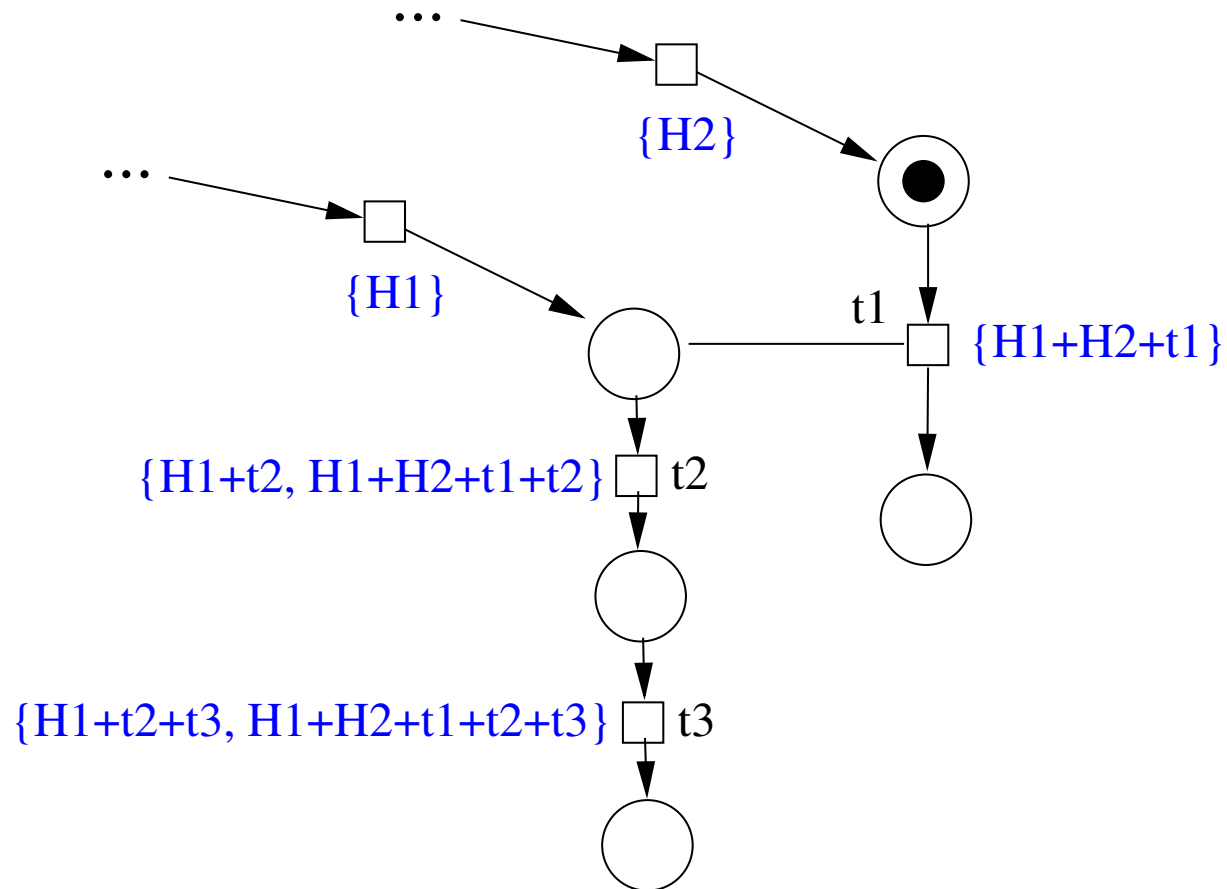 ...
{H2}
...
{H1}
t1
{H1+H2+t1}
{H1+t2, H1+H2+t1+t2}
t2
{H1+t2+t3, H1+H2+t1+t2+t3}
t3